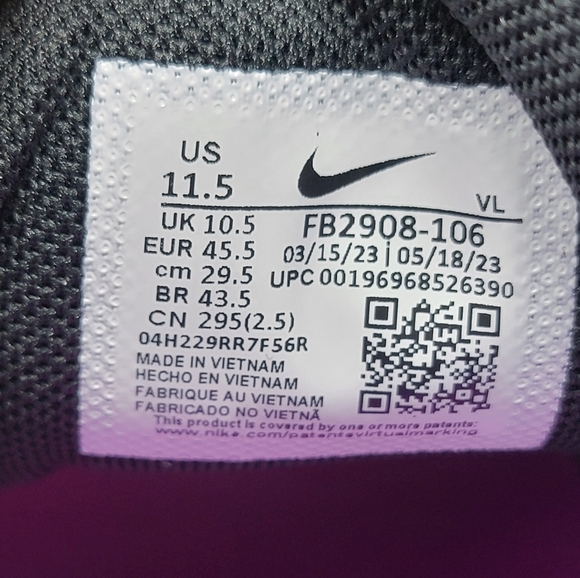 US
11.5
VL
UK 10.5
FB2908-106
EUR 45.5
03/15/23 | 05/18/23
cm 29.5
UPC 00196968526390
BR 43.5
CN 295(2.5)
04H229RR7F56R
MADE IN VIETNAM
HECHO EN VIETNAM
FABRIQUE AU VIETNAM
FABRICADO NO VIETNÃ
This product is covered by one or more patents:
www.nike.com/patentsvirtualmarking